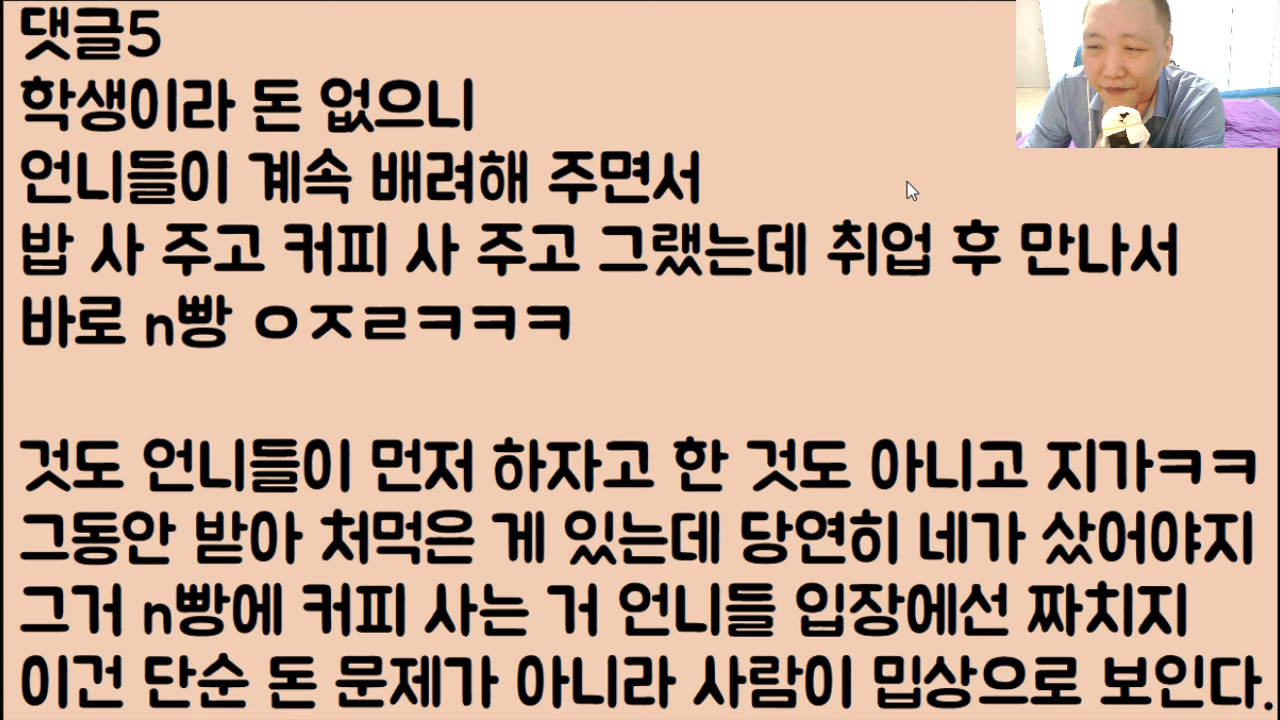 댓글5
학생이라 돈 없으니
언니들이 계속 배려해 주면서
밥 사 주고 커피 사 주고 그랬는데 취업 후 만나서
바로 n빵 ㅇㅈㄹㅋㅋㅋ
것도 언니들이 먼저 하자고 한 것도 아니고 지가ㅋㅋ
그동안 받아 처먹은 게 있는데 당연히 네가 샀어야지
그거 n빵에 커피 사는 거 언니들 입장에선 짜치지
이건 단순 돈 문제가 아니라 사람이 밉상으로 보인다.